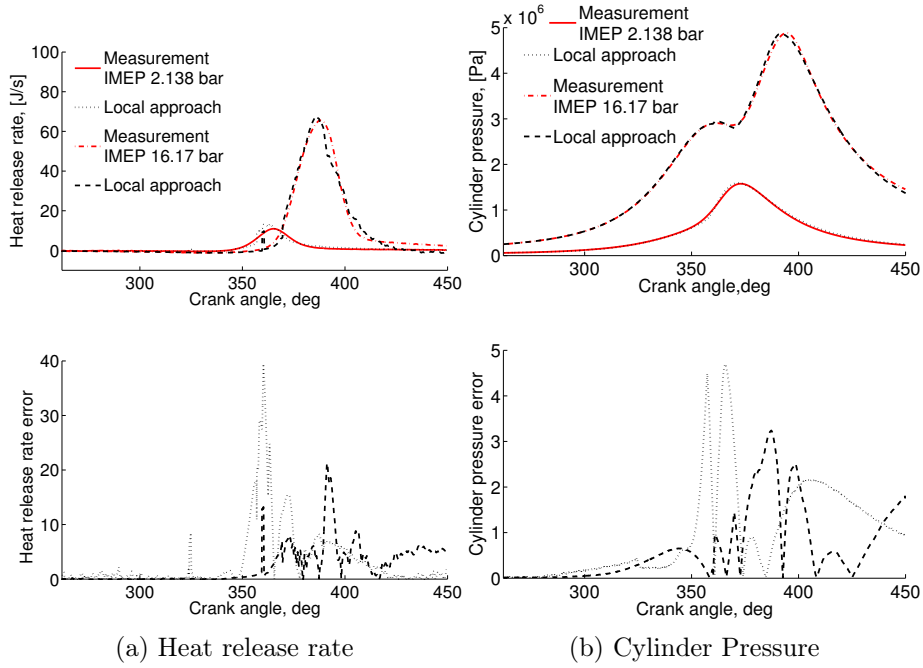 100
80
60
40
20
0
300
350
400
450
Heat release rate, [J/s]
Crank angle, deg
Measurement
IMEP 2.138 bar
Local approach
Measurement
IMEP 16.17 bar
Local approach
5 x 10^6
4
3
2
1
0
300
350
400
450
Cylinder pressure, [Pa]
Crank angle,deg
Measurement
IMEP 2.138 bar
Local approach
Measurement
IMEP 16.17 bar
Local approach
40
30
20
10
0
300
350
400
450
Heat release rate error
Crank angle, deg
5
4
3
2
1
0
300
350
400
450
Cylinder pressure error
Crank angle, deg
(a) Heat release rate
(b) Cylinder Pressure